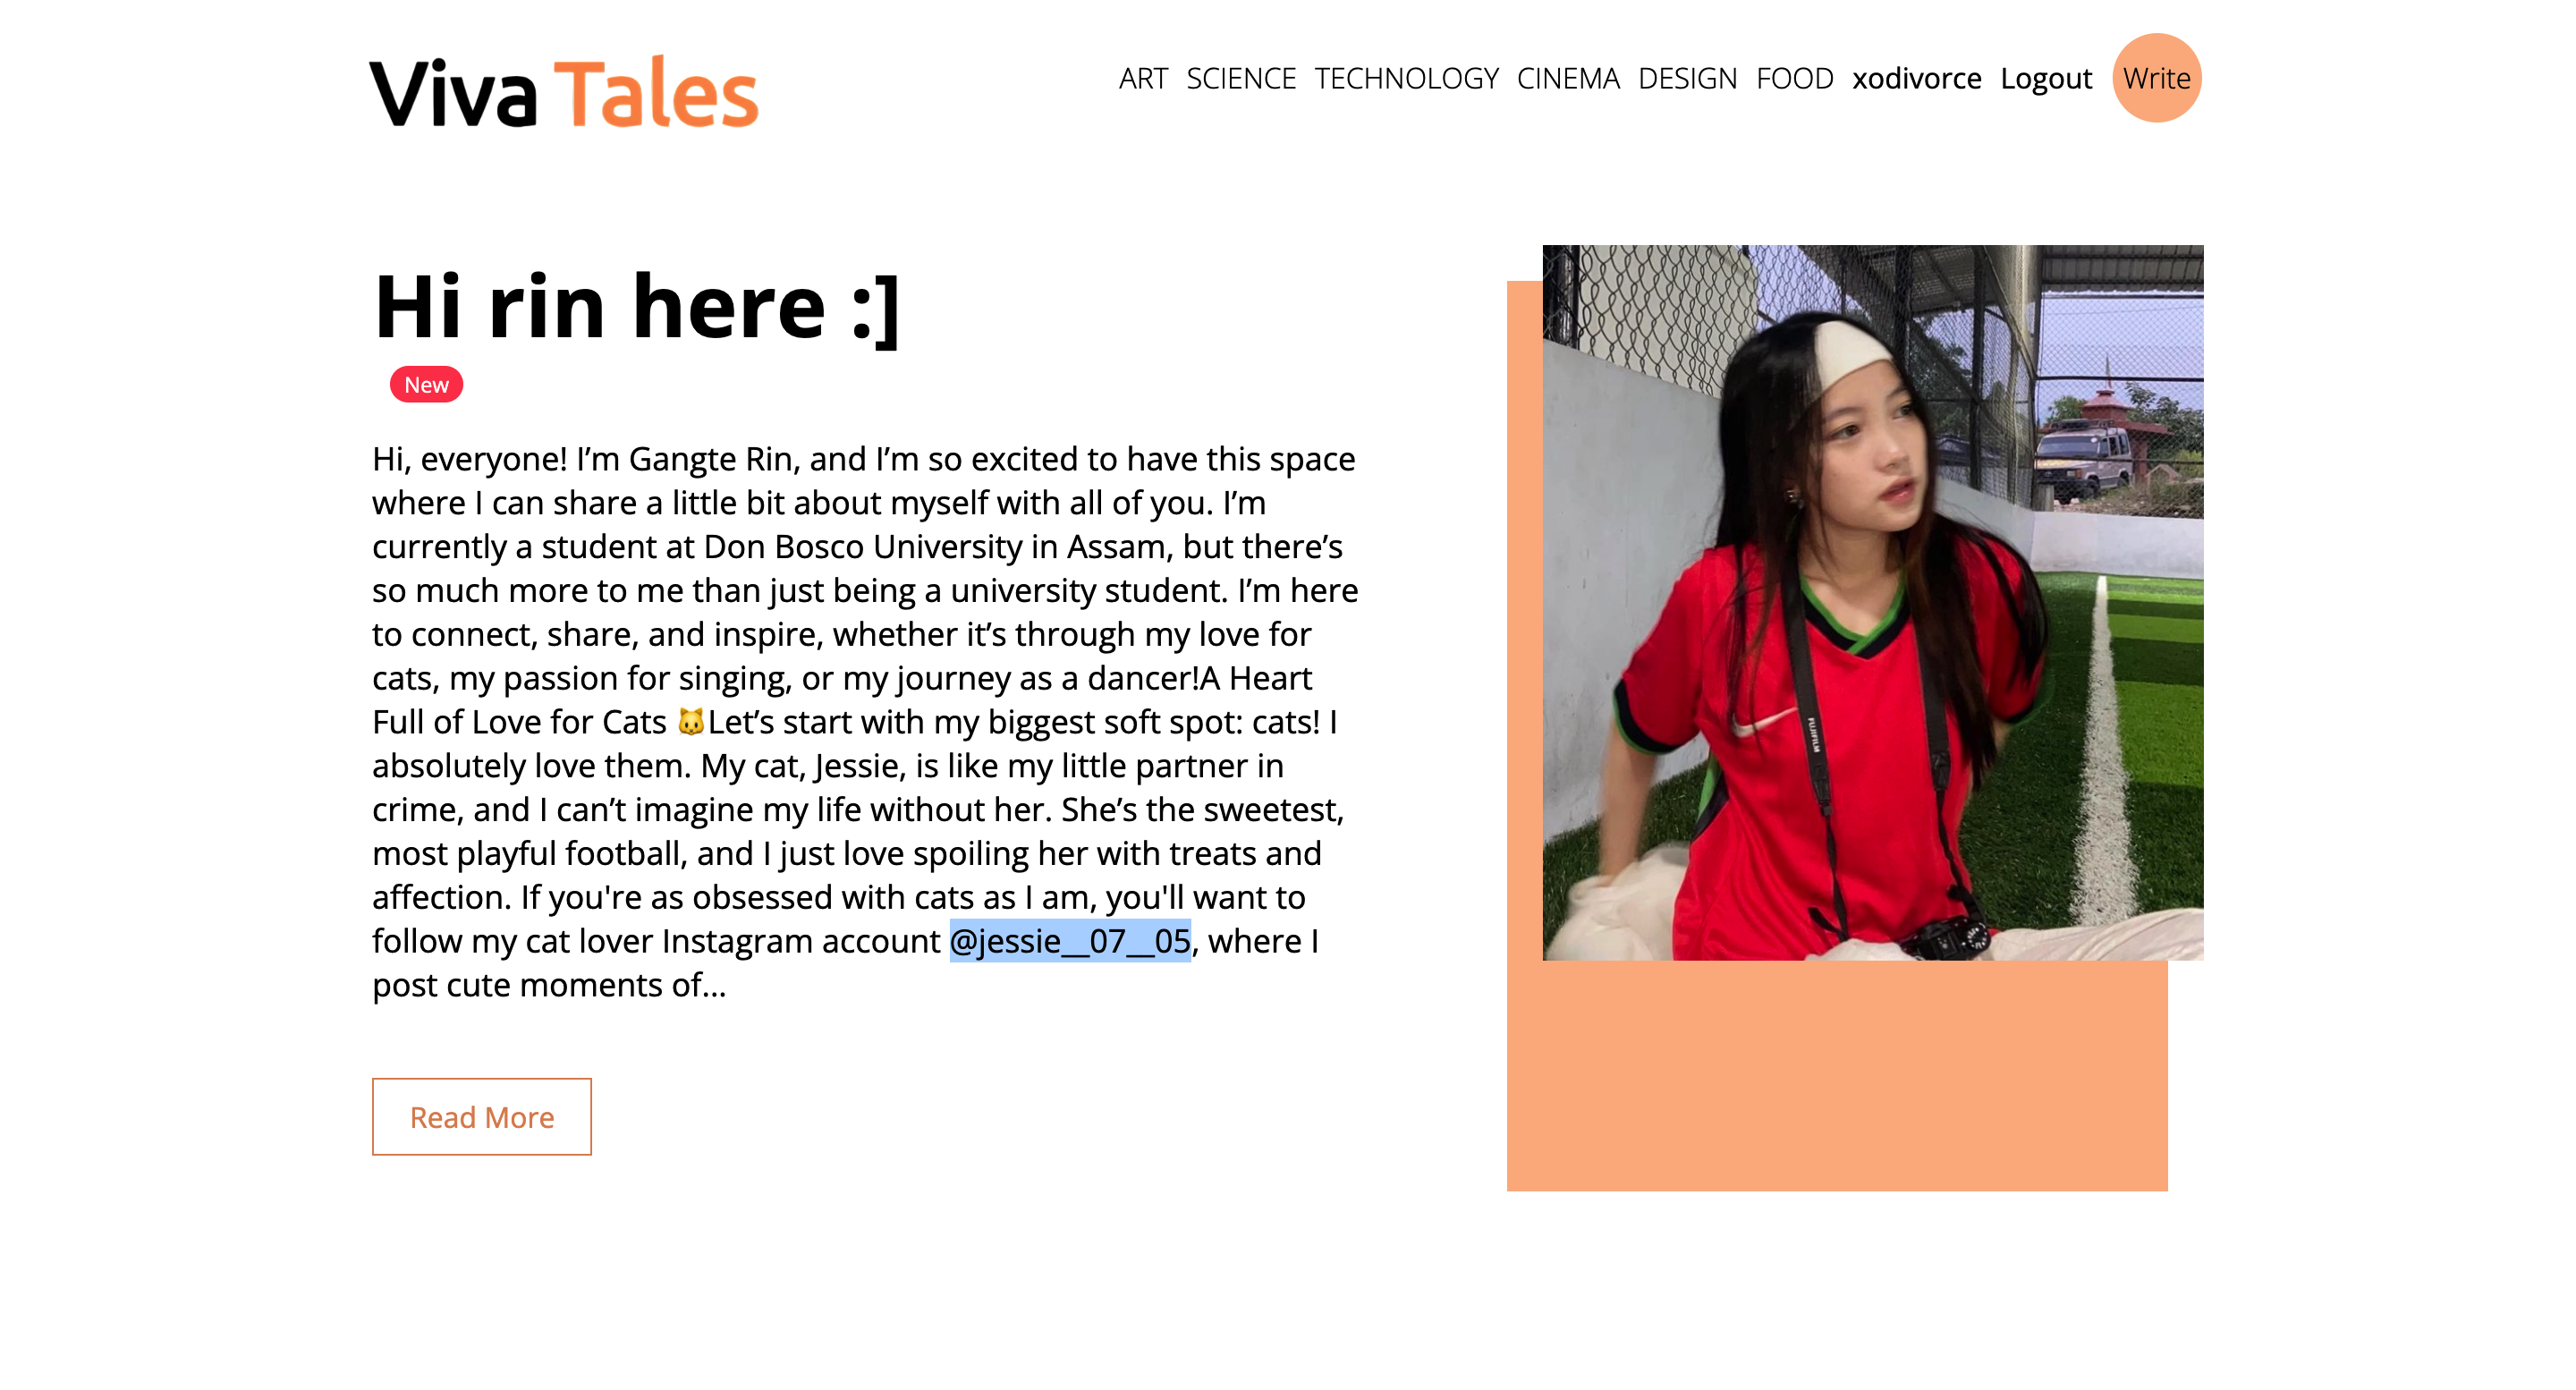 Viva Tales
ART SCIENCE TECHNOLOGY CINEMA DESIGN FOOD xodivorce Logout Write
Hi rin here :]
New
Hi, everyone! I’m Gangte Rin, and I’m so excited to have this space
where I can share a little bit about myself with all of you. I’m
currently a student at Don Bosco University in Assam, but there’s
so much more to me than just being a university student. I’m here
to connect, share, and inspire, whether it’s through my love for
cats, my passion for singing, or my journey as a dancer!A Heart
Full of Love for Cats 🐱Let’s start with my biggest soft spot: cats! I
absolutely love them. My cat, Jessie, is like my little partner in
crime, and I can’t imagine my life without her. She’s the sweetest,
most playful football, and I just love spoiling her with treats and
affection. If you're as obsessed with cats as I am, you'll want to
follow my cat lover Instagram account @jessie__07__05, where I
post cute moments of...
Read More
FUJIFILM